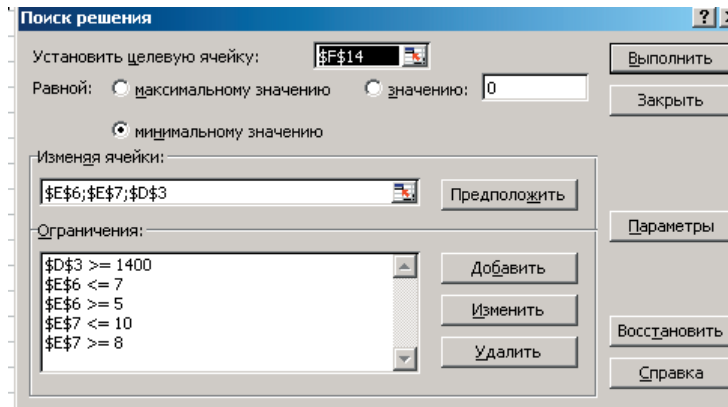 Поиск решения
Установить целевую ячейку: $F$14
Выполнить
Равной: максимальному значению значению: 0
Закрыть
минимальному значению
Изменяя ячейки:
$E$6;$E$7;$D$3
Предположить
Параметры
Ограничения:
$D$3 >= 1400
$E$6 <= 7
$E$6 >= 5
$E$7 <= 10
$E$7 >= 8
Добавить
Изменить
Удалить
Восстановить
Справка